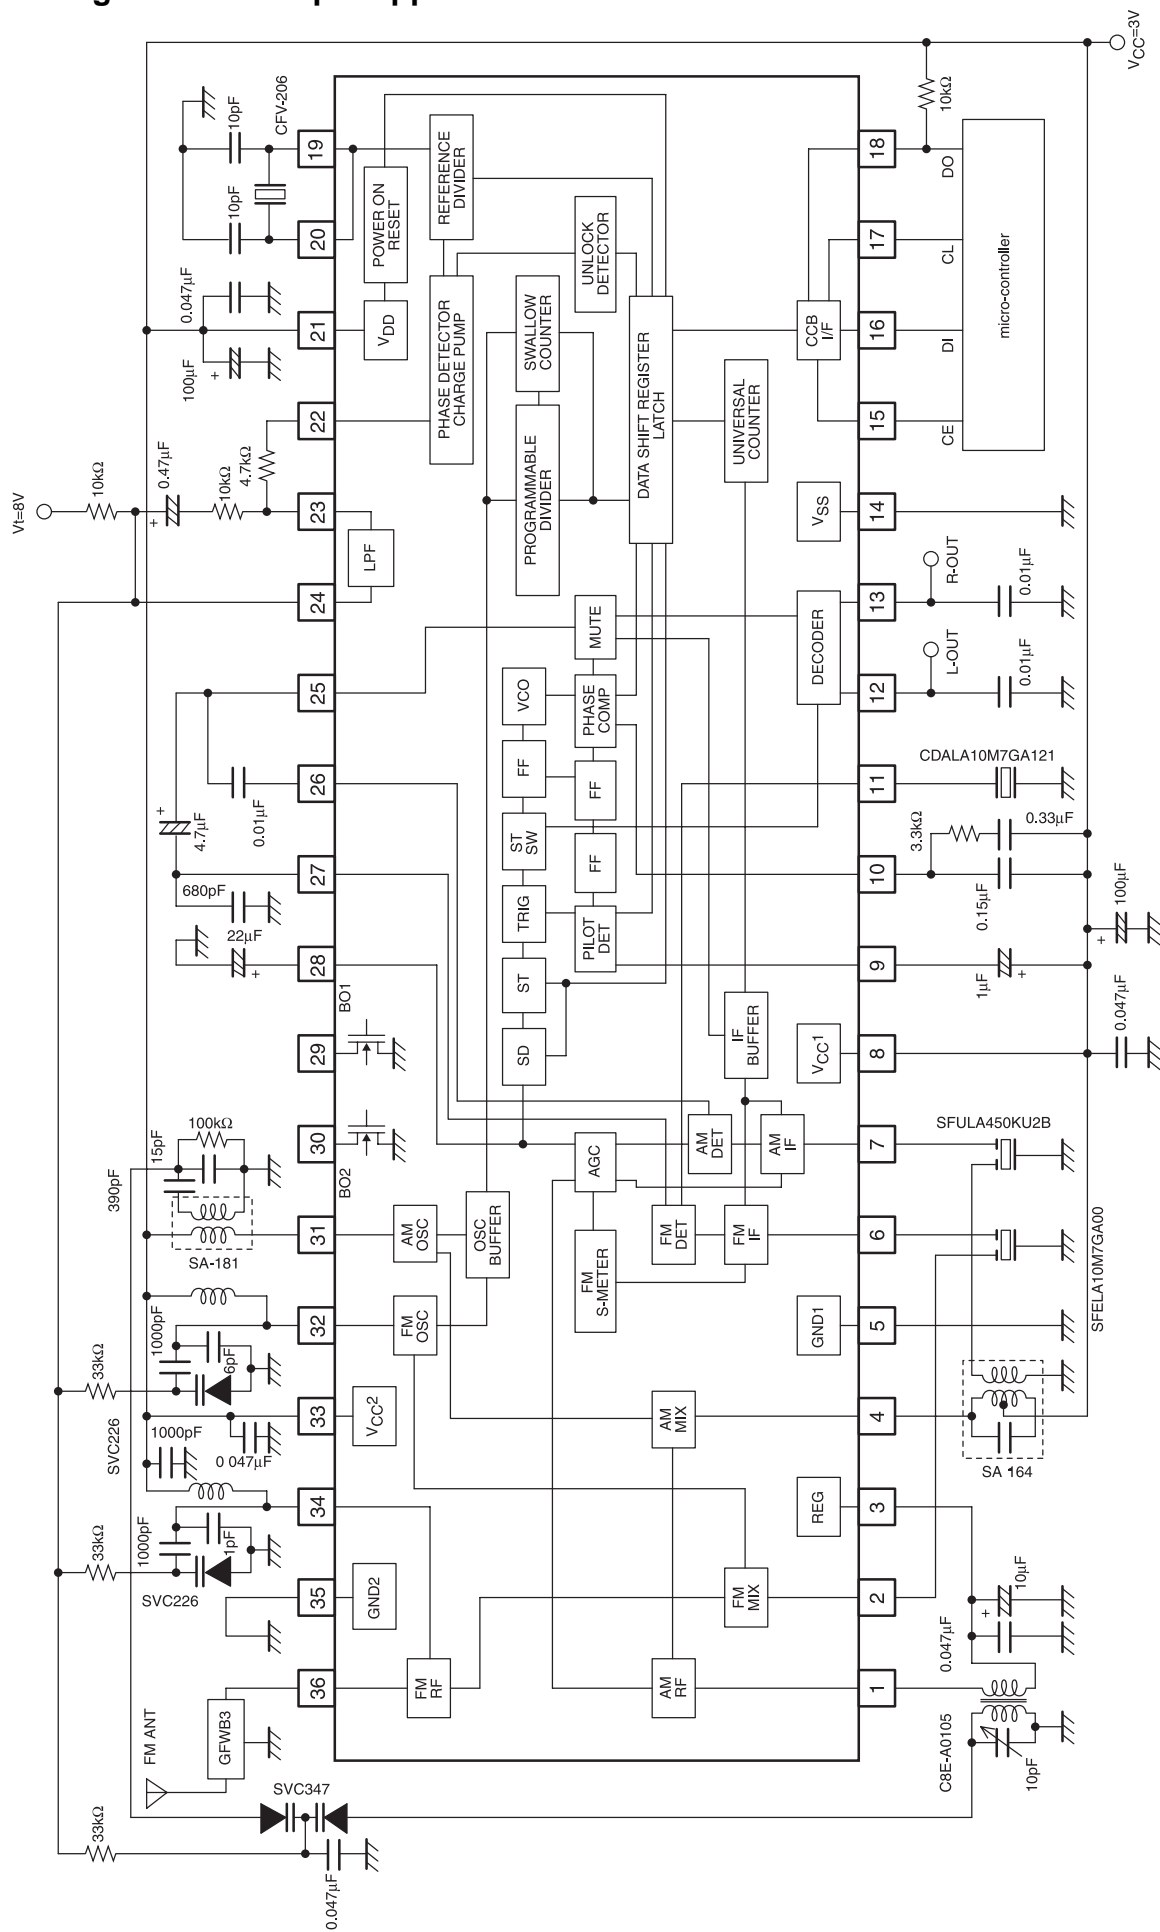 Vt=8V
VCC=3V
FM ANT
GFWB3
33kΩ
SVC347
0.047µF
33kΩ
SVC226
1000pF
1pF
1000pF
0 047µF
33kΩ
SVC226
1000pF
6pF
390pF
15pF
100kΩ
SA-181
BO2
BO1
22µF
680pF
4.7µF
+
0.01µF
10kΩ
0.47µF
+
10kΩ
4.7kΩ
100µF
+
0.047µF
10pF
10pF
CFV-206
36
35
34
33
32
31
30
29
28
27
26
25
24
23
22
21
20
19
FM RF
GND2
VCC2
FM OSC
AM OSC
OSC BUFFER
LPF
VDD
POWER ON RESET
PHASE DETECTOR CHARGE PUMP
REFERENCE DIVIDER
SD
ST
TRIG
ST SW
FF
VCO
PROGRAMMABLE DIVIDER
SWALLOW COUNTER
FM S-METER
AGC
PILOT DET
FF
FF
PHASE COMP
MUTE
UNLOCK DETECTOR
DATA SHIFT REGISTER LATCH
AM RF
AM MIX
FM DET
AM DET
FM MIX
FM IF
AM IF
IF BUFFER
UNIVERSAL COUNTER
REG
GND1
VCC1
DECODER
VSS
CCB I/F
1
2
3
4
5
6
7
8
9
10
11
12
13
14
15
16
17
18
C8E-A0105
10pF
0.047µF
10µF
+
SA 164
SFELA10M7GA00
SFULA450KU2B
0.047µF
1µF
+
100µF
+
0.15µF
3.3kΩ
0.33µF
CDALA10M7GA121
L-OUT
0.01µF
R-OUT
0.01µF
CE
DI
CL
DO
10kΩ
micro-controller